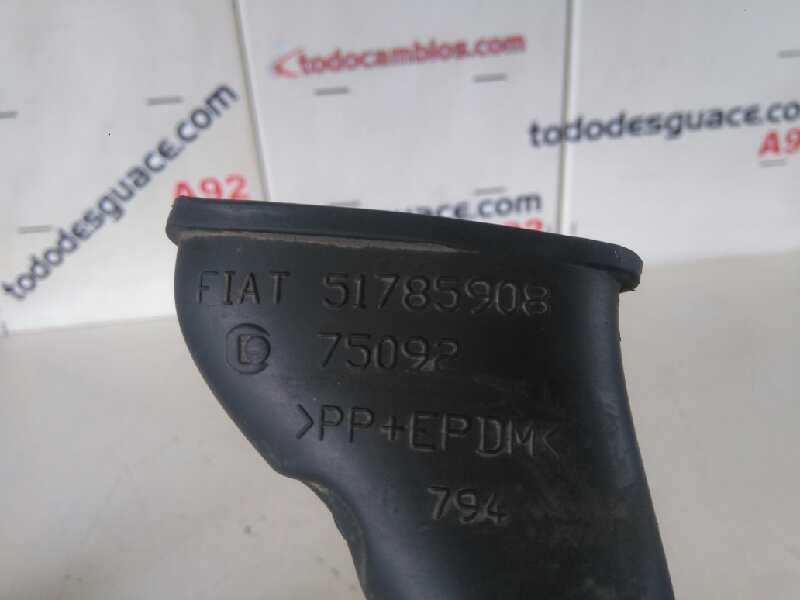 todocambios.com
tododesguace.com
A92
tododesguace.com
A92
FIAT 51785908
75092
>PP+EPDM<
794